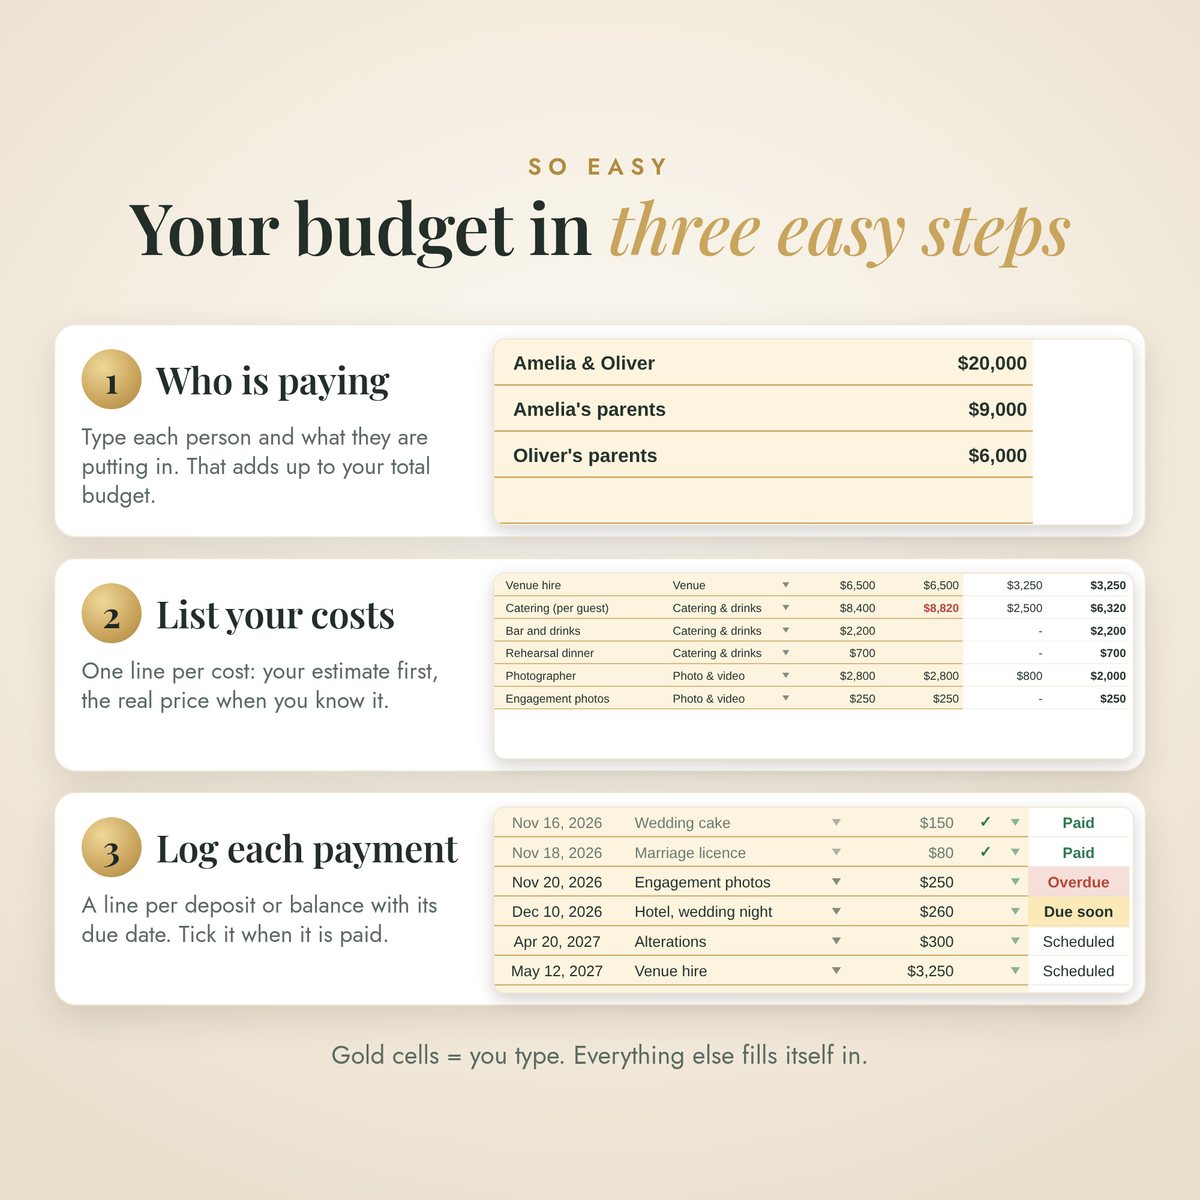 SO EASY
Your budget in three easy steps
1 Who is paying
Type each person and what they are
putting in. That adds up to your total
budget.
Amelia & Oliver $20,000
Amelia's parents $9,000
Oliver's parents $6,000
2 List your costs
One line per cost: your estimate first,
the real price when you know it.
Venue hire Venue $6,500 $6,500 $3,250 $3,250
Catering (per guest) Catering & drinks $8,400 $8,820 $2,500 $6,320
Bar and drinks Catering & drinks $2,200 - $2,200
Rehearsal dinner Catering & drinks $700 - $700
Photographer Photo & video $2,800 $2,800 $800 $2,000
Engagement photos Photo & video $250 $250 - $250
3 Log each payment
A line per deposit or balance with its
due date. Tick it when it is paid.
Nov 16, 2026 Wedding cake $150 ✓ Paid
Nov 18, 2026 Marriage licence $80 ✓ Paid
Nov 20, 2026 Engagement photos $250 Overdue
Dec 10, 2026 Hotel, wedding night $260 Due soon
Apr 20, 2027 Alterations $300 Scheduled
May 12, 2027 Venue hire $3,250 Scheduled
Gold cells = you type. Everything else fills itself in.